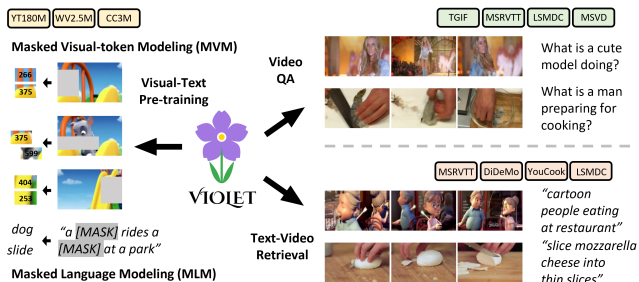 YT180M WV2.5M CC3M
Masked Visual-token Modeling (MVM)
266
375
375
599
404
253
dog
slide
"a [MASK] rides a
[MASK] at a park"
Masked Language Modeling (MLM)
Visual-Text
Pre-training
VIOLET
Video
QA
Text-Video
Retrieval
TGIF MSRVTT LSMDC MSVD
What is a cute
model doing?
What is a man
preparing for
cooking?
MSRVTT DiDeMo YouCook LSMDC
"cartoon
people eating
at restaurant"
"slice mozzarella
cheese into
thin slices"